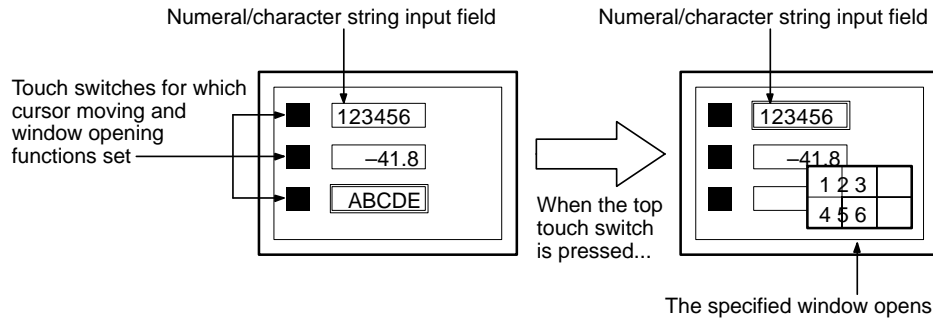 Numeral/character string input field
Numeral/character string input field
Touch switches for which
cursor moving and
window opening
functions set
123456
–41.8
ABCDE
When the top
touch switch
is pressed...
123456
–41.8
1 2 3
4 5 6
The specified window opens